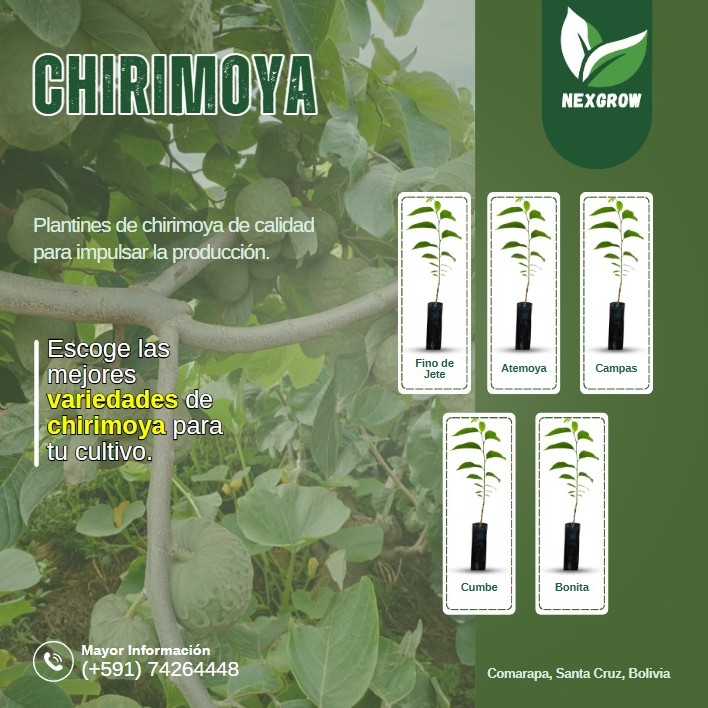 CHIRIMOYA
NEXGROW
Plantines de chirimoya de calidad
para impulsar la producción.
Escoge las
mejores
variedades de
chirimoya para
tu cultivo.
Fino de
Jete
Atemoya
Campas
Cumbe
Bonita
Mayor Información
(+591) 74264448
Comarapa, Santa Cruz, Bolivia